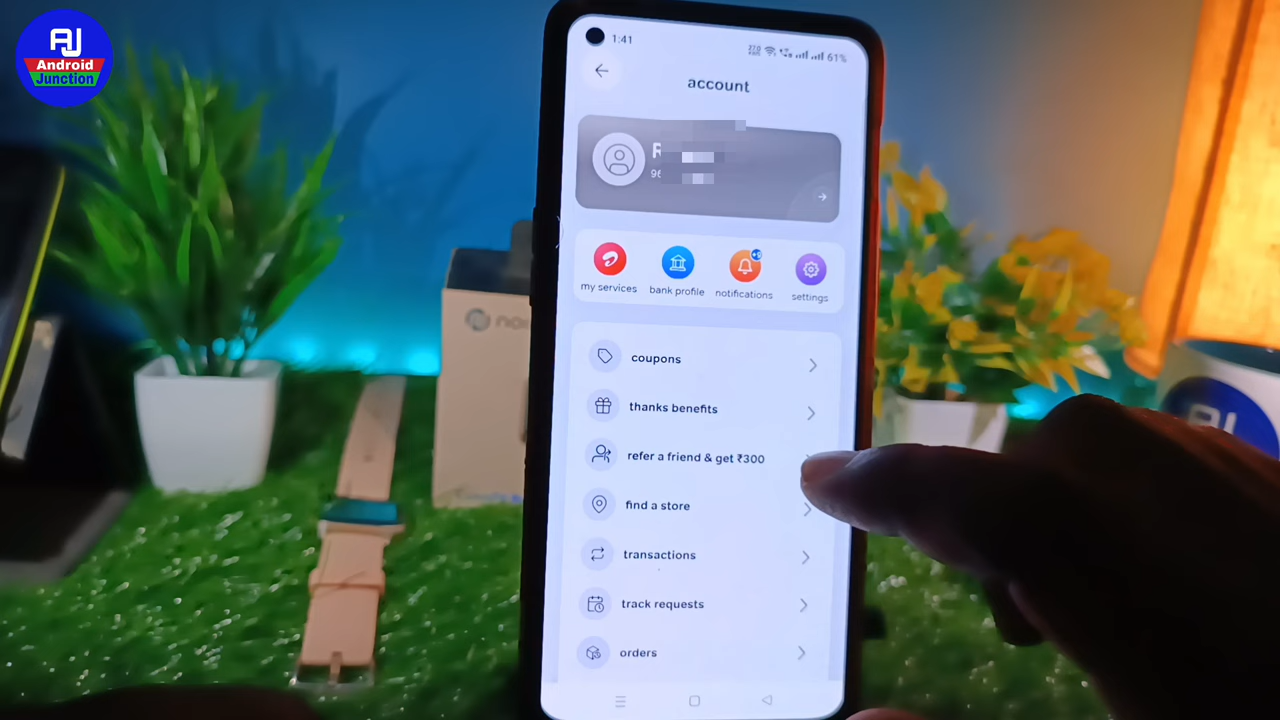 AJ
Android
Junction
1:41
61%
account
R
96
my services
bank profile
notifications
settings
coupons
thanks benefits
refer a friend & get ₹300
find a store
transactions
track requests
orders